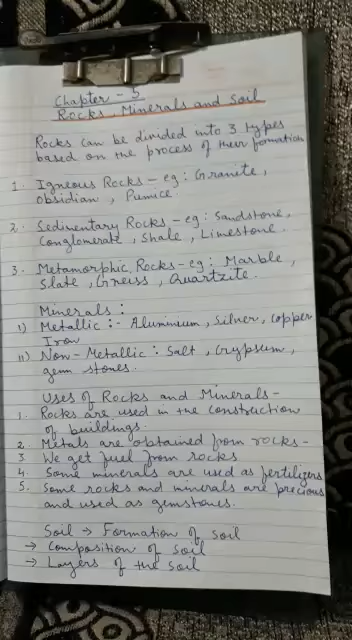 Chapter - 5
Rocks, Minerals and Soil
Rocks can be divided into 3 types
based on the process of their formation
1. Igneous Rocks - eg: Granite,
obsidian, Pumice.
2. Sedimentary Rocks - eg: Sandstone,
Conglomerate, Shale, Limestone.
3. Metamorphic Rocks - eg: Marble,
Slate, Gneiss, Quartzite.
Minerals:
i) Metallic :- Aluminium, Silver, copper
Iron
ii) Non-Metallic : Salt, Gypsum,
gem stones.
Uses of Rocks and Minerals -
1. Rocks are used in the construction
of buildings.
2. Metals are obtained from rocks -
3 We get fuel from rocks
4 Some minerals are used as fertilizers
5. Some rocks and minerals are precious
and used as gemstones.
Soil → Formation of soil
→ Composition of soil
→ Layers of the soil